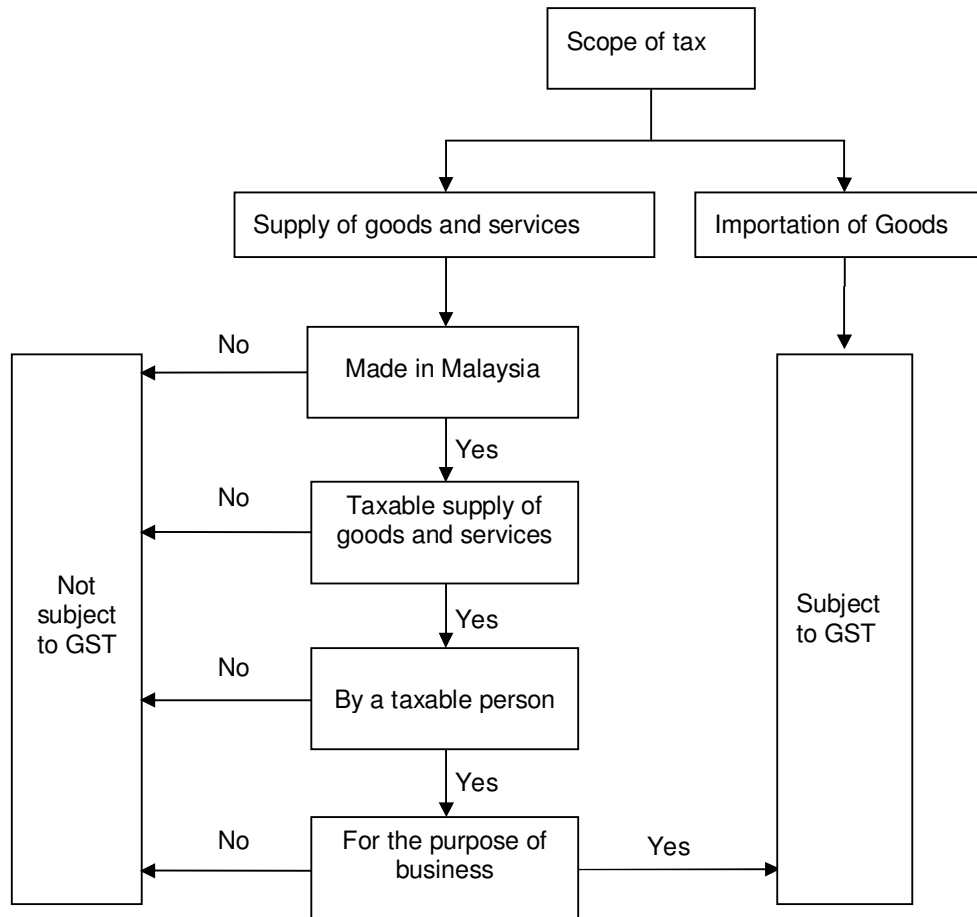 Scope of tax
Supply of goods and services
Importation of Goods
No
Made in Malaysia
Yes
No
Taxable supply of
goods and services
Not
subject
to GST
Subject
to GST
Yes
No
By a taxable person
Yes
No
For the purpose of
business
Yes